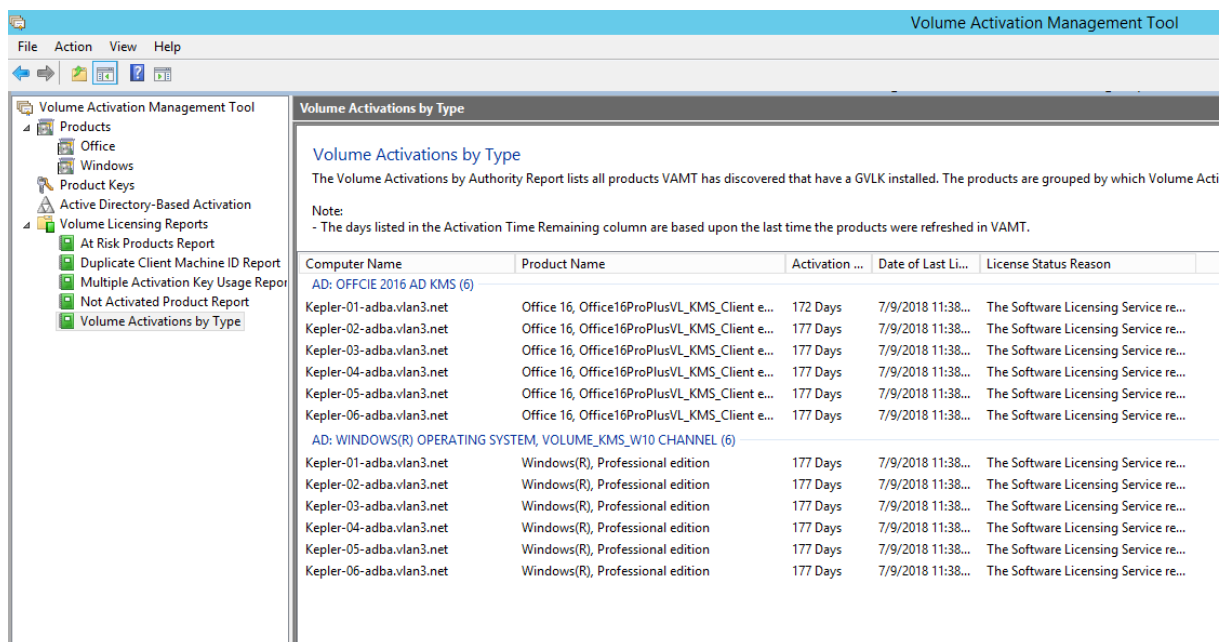 Volume Activation Management Tool
File Action View Help
Volume Activation Management Tool
Products
Office
Windows
Product Keys
Active Directory-Based Activation
Volume Licensing Reports
At Risk Products Report
Duplicate Client Machine ID Report
Multiple Activation Key Usage Repor
Not Activated Product Report
Volume Activations by Type
Volume Activations by Type
Volume Activations by Type
The Volume Activations by Authority Report lists all products VAMT has discovered that have a GVLK installed. The products are grouped by which Volume Acti
Note:
- The days listed in the Activation Time Remaining column are based upon the last time the products were refreshed in VAMT.
Computer Name Product Name Activation ... Date of Last Li... License Status Reason
AD: OFFCIE 2016 AD KMS (6)
Kepler-01-adba.vlan3.net Office 16, Office16ProPlusVL_KMS_Client e... 172 Days 7/9/2018 11:38... The Software Licensing Service re...
Kepler-02-adba.vlan3.net Office 16, Office16ProPlusVL_KMS_Client e... 177 Days 7/9/2018 11:38... The Software Licensing Service re...
Kepler-03-adba.vlan3.net Office 16, Office16ProPlusVL_KMS_Client e... 177 Days 7/9/2018 11:38... The Software Licensing Service re...
Kepler-04-adba.vlan3.net Office 16, Office16ProPlusVL_KMS_Client e... 177 Days 7/9/2018 11:38... The Software Licensing Service re...
Kepler-05-adba.vlan3.net Office 16, Office16ProPlusVL_KMS_Client e... 177 Days 7/9/2018 11:38... The Software Licensing Service re...
Kepler-06-adba.vlan3.net Office 16, Office16ProPlusVL_KMS_Client e... 177 Days 7/9/2018 11:38... The Software Licensing Service re...
AD: WINDOWS(R) OPERATING SYSTEM, VOLUME_KMS_W10 CHANNEL (6)
Kepler-01-adba.vlan3.net Windows(R), Professional edition 177 Days 7/9/2018 11:38... The Software Licensing Service re...
Kepler-02-adba.vlan3.net Windows(R), Professional edition 177 Days 7/9/2018 11:38... The Software Licensing Service re...
Kepler-03-adba.vlan3.net Windows(R), Professional edition 177 Days 7/9/2018 11:38... The Software Licensing Service re...
Kepler-04-adba.vlan3.net Windows(R), Professional edition 177 Days 7/9/2018 11:38... The Software Licensing Service re...
Kepler-05-adba.vlan3.net Windows(R), Professional edition 177 Days 7/9/2018 11:38... The Software Licensing Service re...
Kepler-06-adba.vlan3.net Windows(R), Professional edition 177 Days 7/9/2018 11:38... The Software Licensing Service re...